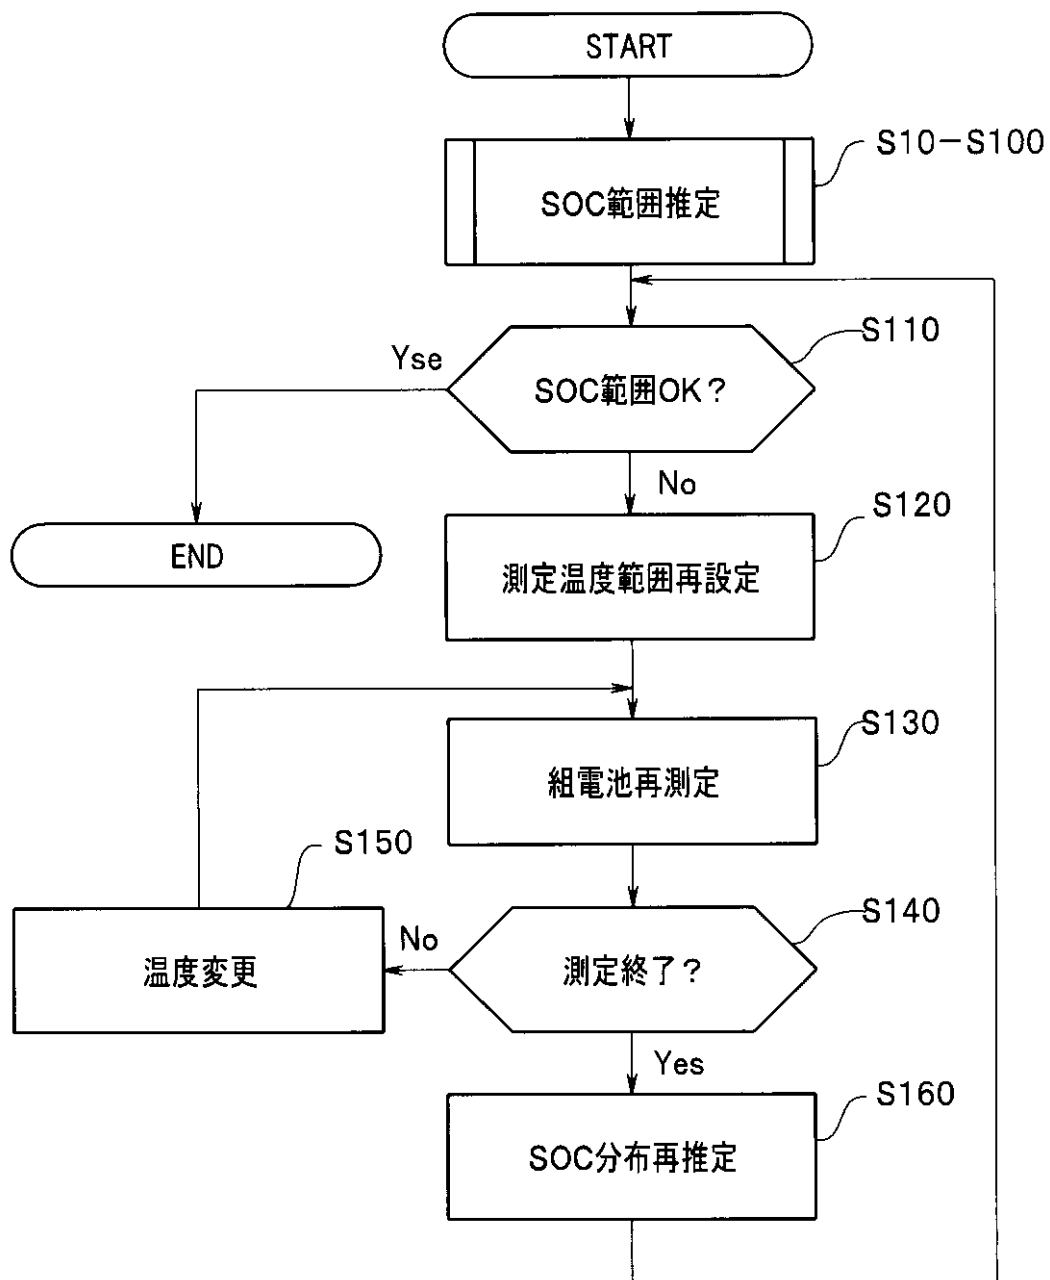 START
S10-S100
SOC範囲推定
S110
Yse
SOC範囲OK？
No
S120
END
測定温度範囲再設定
S130
組電池再測定
S150
S140
No
温度変更
測定終了？
Yes
S160
SOC分布再推定